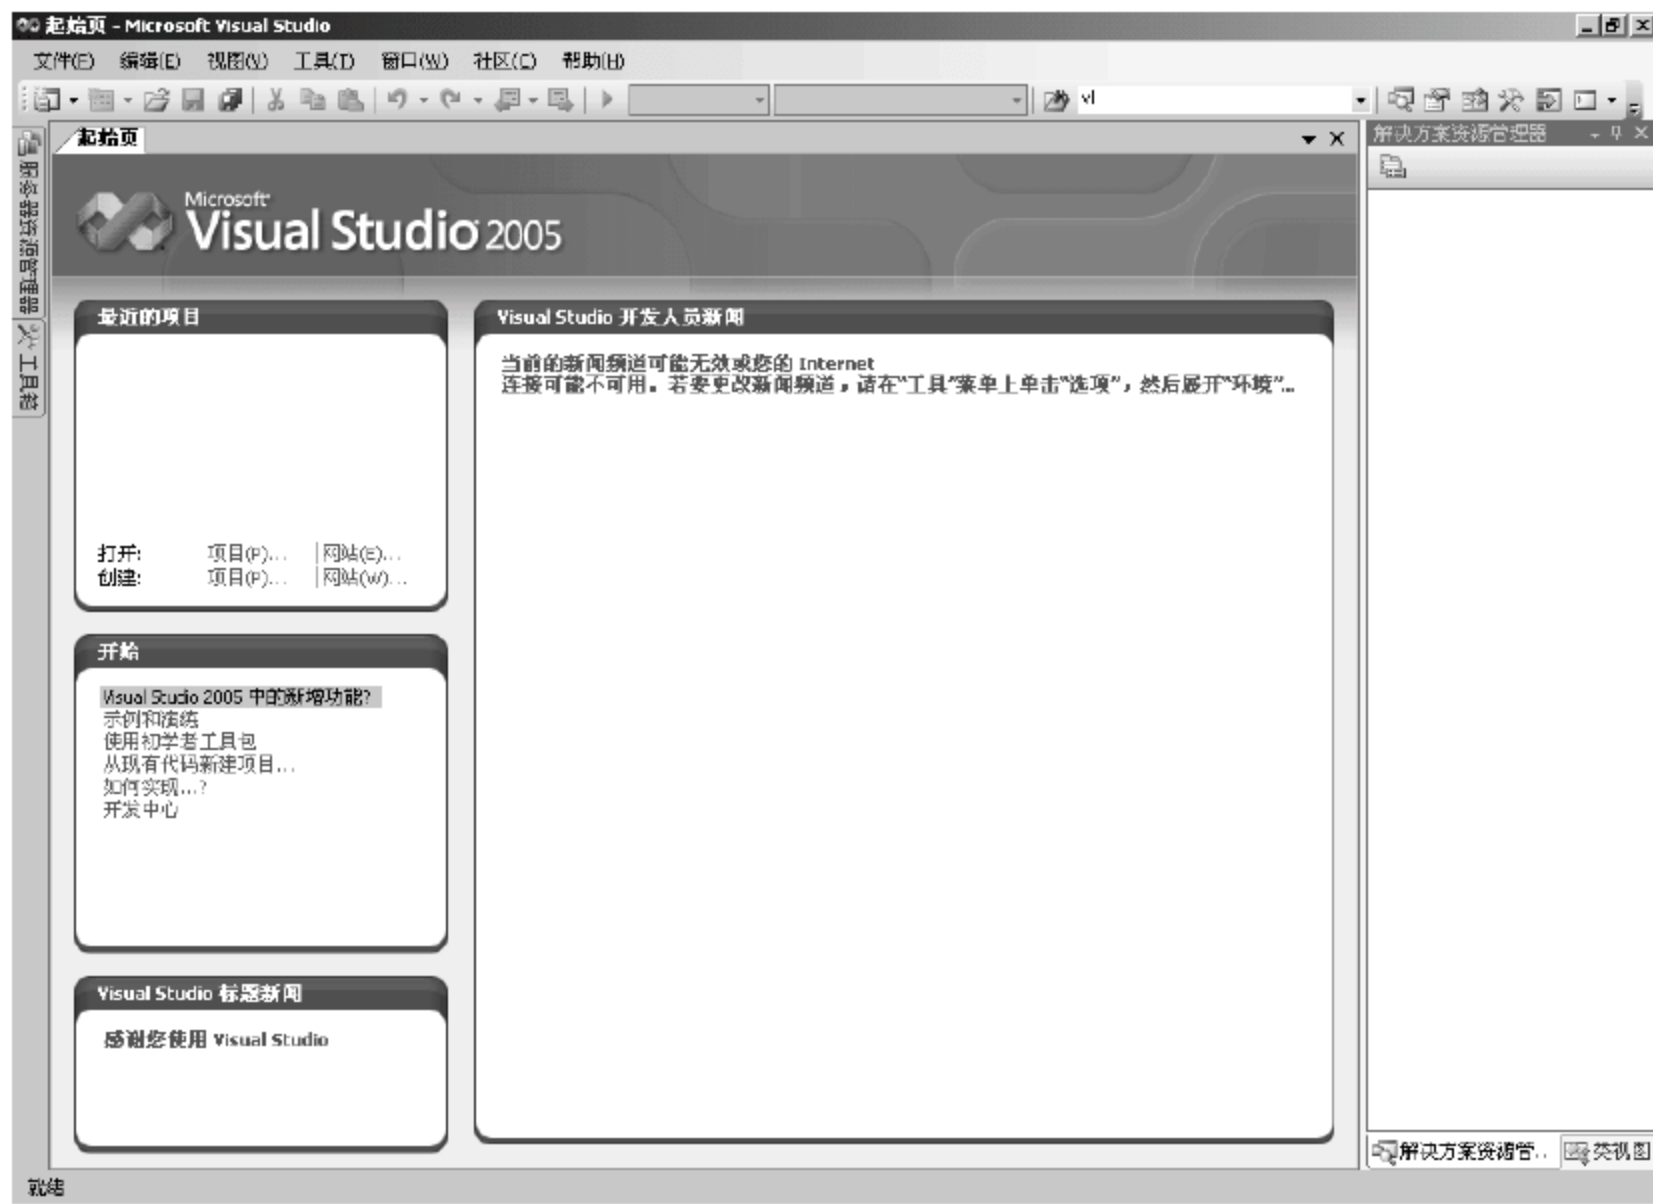 起始页 - Microsoft Visual Studio
文件(F) 编辑(E) 视图(V) 工具(T) 窗口(W) 社区(C) 帮助(H)
vl
服务器资源管理器
工具箱
起始页
解决方案资源管理器
Microsoft
Visual Studio 2005
最近的项目
打开: 项目(P)... 网站(E)...
创建: 项目(P)... 网站(W)...
开始
Visual Studio 2005 中的新增功能?
示例和演练
使用初学者工具包
从现有代码新建项目...
如何实现...?
开发中心
Visual Studio 标题新闻
感谢您使用 Visual Studio
Visual Studio 开发人员新闻
当前的新闻频道可能无效或您的 Internet
连接可能不可用。若要更改新闻频道，请在“工具”菜单上单击“选项”，然后展开“环境”...
解决方案资源管...
类视图
就绪